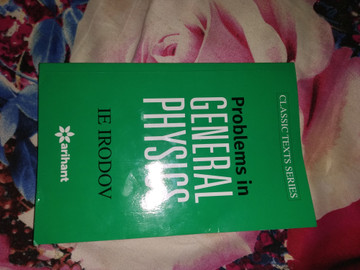 CLASSIC TEXTS SERIES
Problems in
GENERAL
PHYSICS
IE IRODOV
arihant